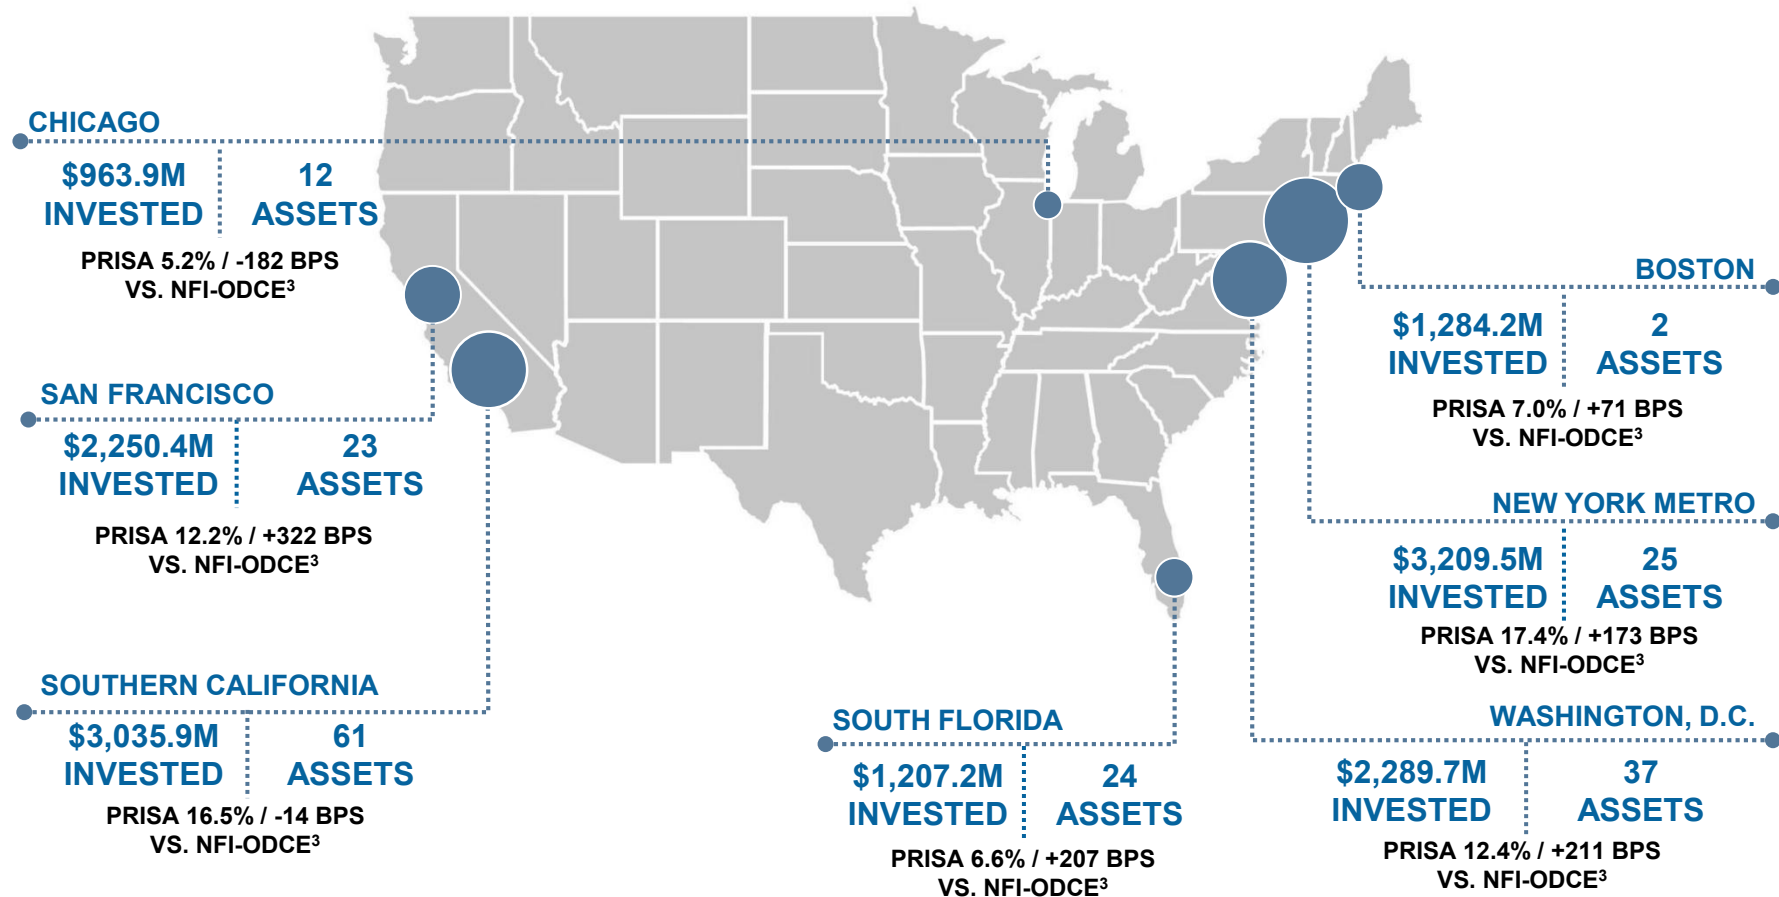 CHICAGO
$963.9M
INVESTED
12
ASSETS
PRISA 5.2% / -182 BPS
VS. NFI-ODCE³
SAN FRANCISCO
$2,250.4M
INVESTED
23
ASSETS
PRISA 12.2% / +322 BPS
VS. NFI-ODCE³
SOUTHERN CALIFORNIA
$3,035.9M
INVESTED
61
ASSETS
PRISA 16.5% / -14 BPS
VS. NFI-ODCE³
SOUTH FLORIDA
$1,207.2M
INVESTED
24
ASSETS
PRISA 6.6% / +207 BPS
VS. NFI-ODCE³
BOSTON
$1,284.2M
INVESTED
2
ASSETS
PRISA 7.0% / +71 BPS
VS. NFI-ODCE³
NEW YORK METRO
$3,209.5M
INVESTED
25
ASSETS
PRISA 17.4% / +173 BPS
VS. NFI-ODCE³
WASHINGTON, D.C.
$2,289.7M
INVESTED
37
ASSETS
PRISA 12.4% / +211 BPS
VS. NFI-ODCE³